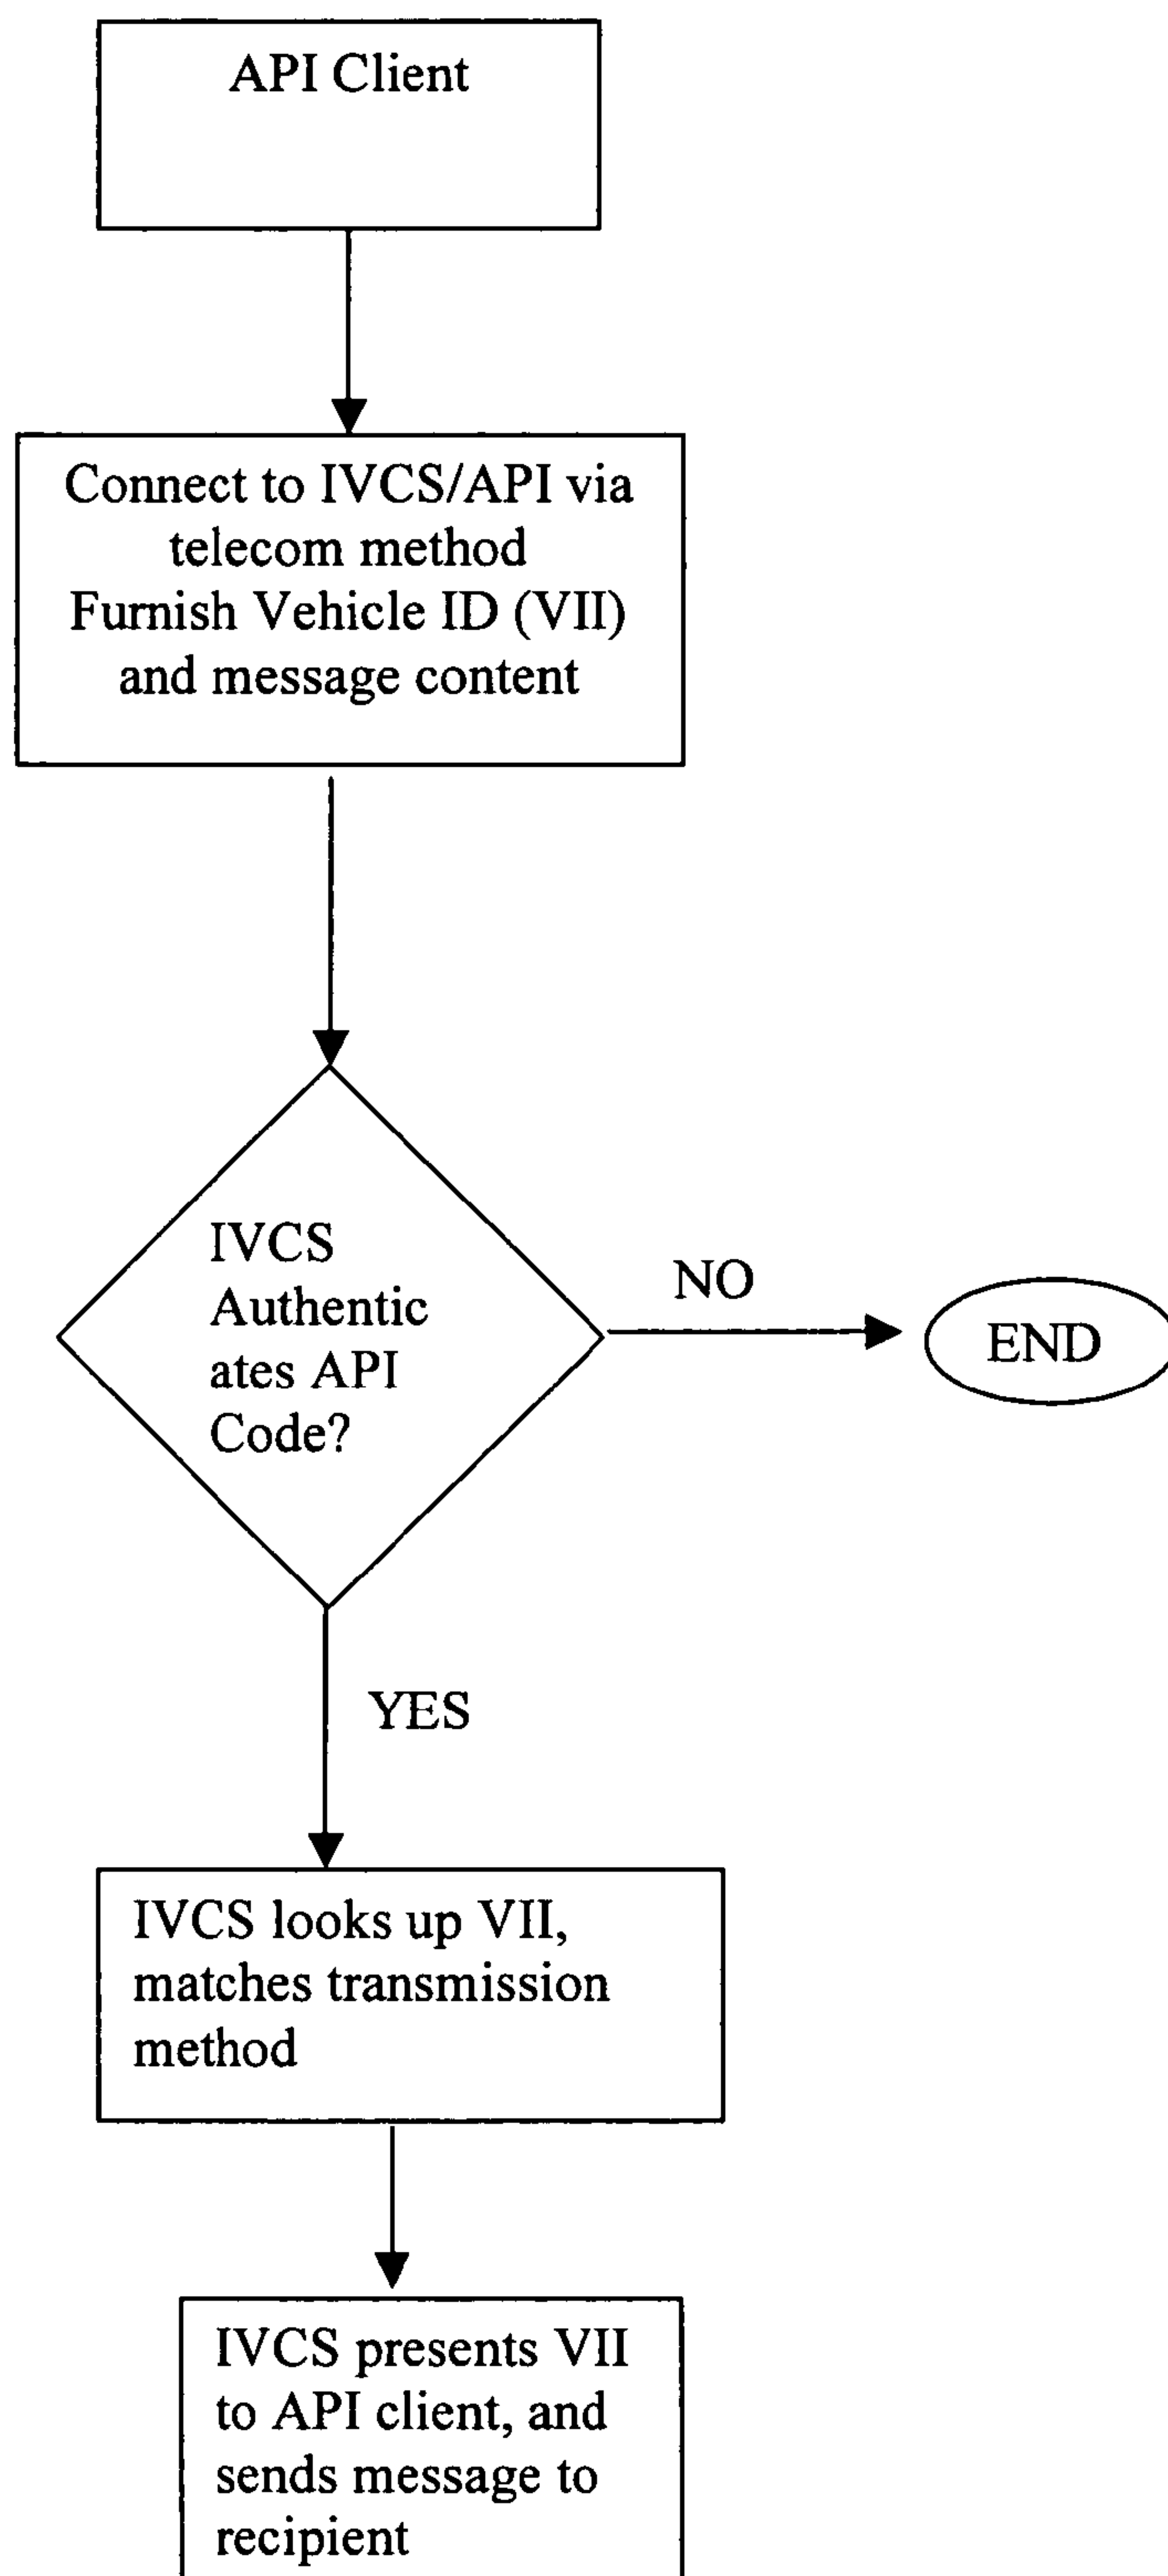 API Client
Connect to IVCS/API via
telecom method
Furnish Vehicle ID (VII)
and message content
IVCS
Authentic
ates API
Code?
NO
END
YES
IVCS looks up VII,
matches transmission
method
IVCS presents VII
to API client, and
sends message to
recipient